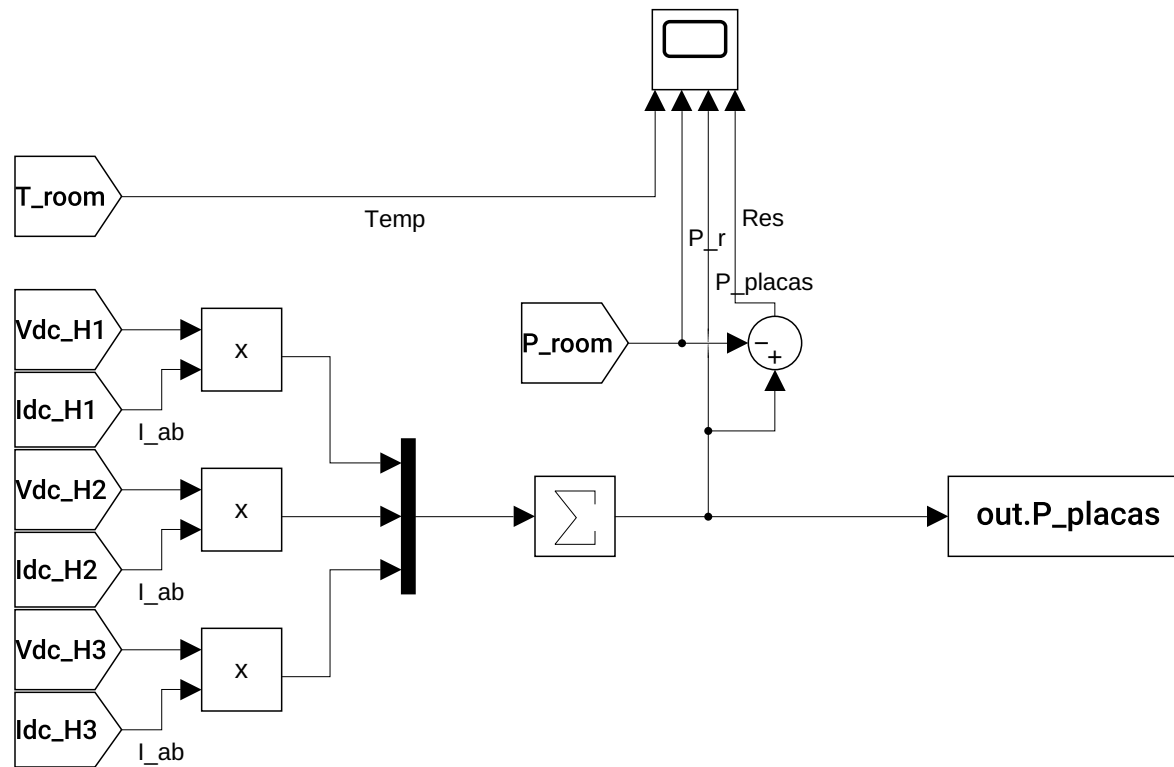 T_room
Temp
Res
P_r
P_placas
P_room
−
+
Vdc_H1
x
Idc_H1
I_ab
Vdc_H2
x
Idc_H2
I_ab
Σ
out.P_placas
Vdc_H3
x
Idc_H3
I_ab